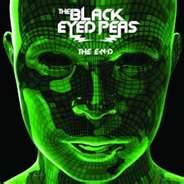 THE BLACK
EYED PEAS
THE E·N·D